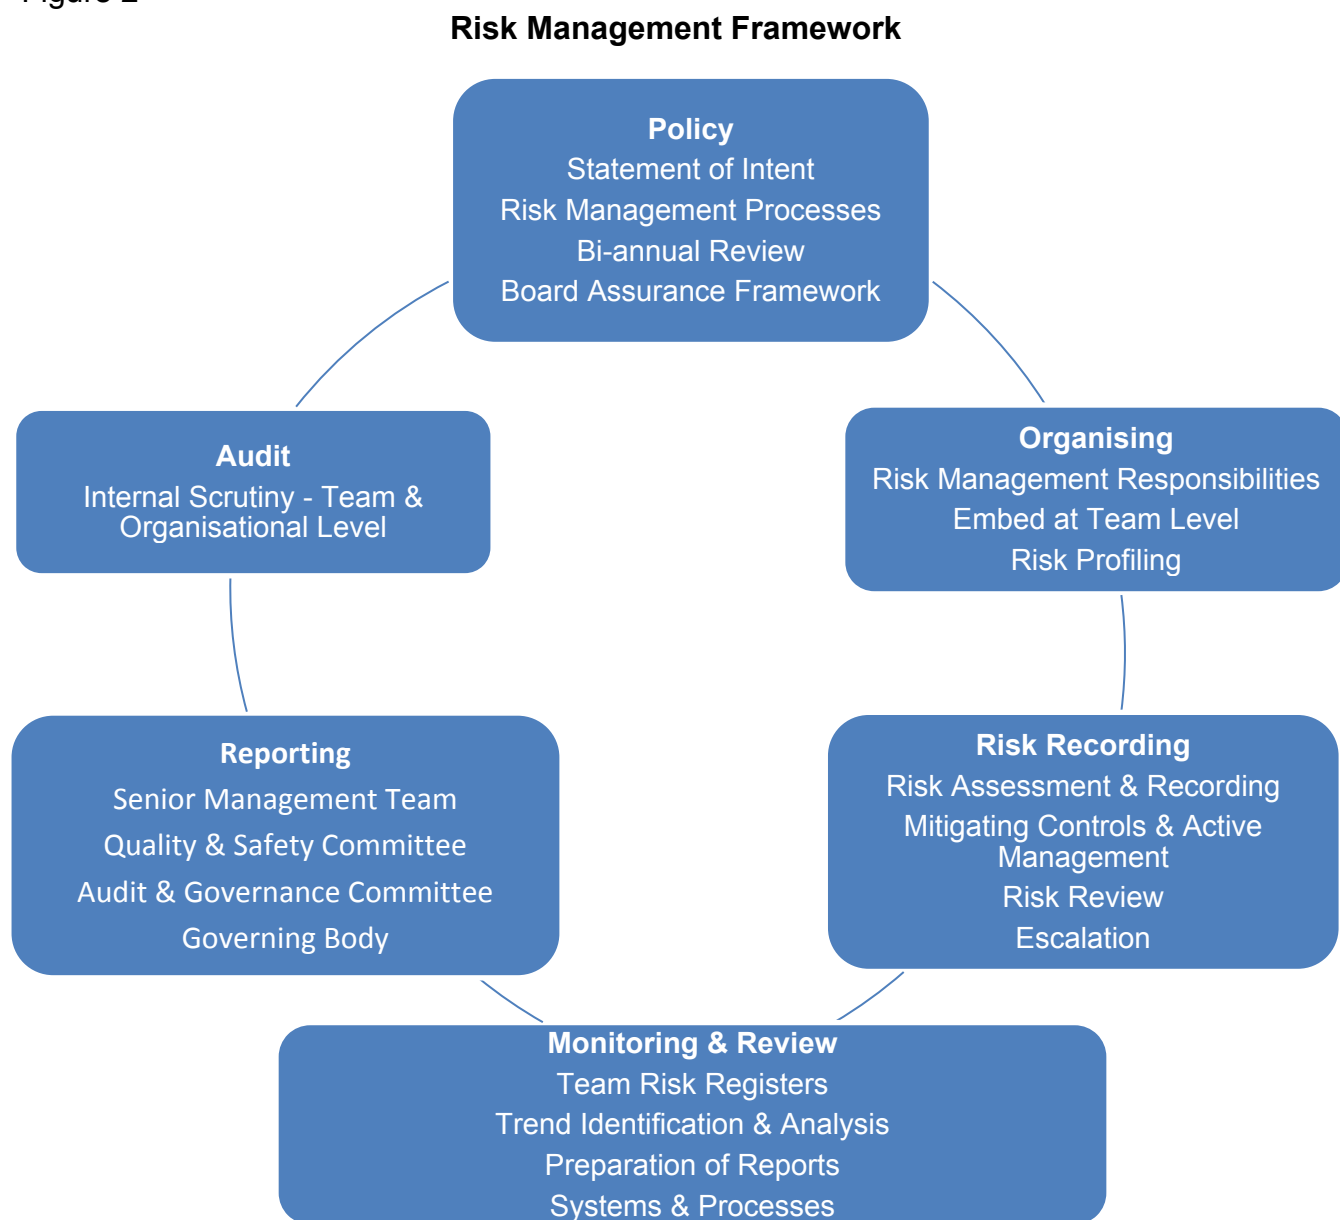 Figure 2
Risk Management Framework
Policy
Statement of Intent
Risk Management Processes
Bi-annual Review
Board Assurance Framework
Organising
Risk Management Responsibilities
Embed at Team Level
Risk Profiling
Risk Recording
Risk Assessment & Recording
Mitigating Controls & Active
Management
Risk Review
Escalation
Monitoring & Review
Team Risk Registers
Trend Identification & Analysis
Preparation of Reports
Systems & Processes
Reporting
Senior Management Team
Quality & Safety Committee
Audit & Governance Committee
Governing Body
Audit
Internal Scrutiny - Team &
Organisational Level